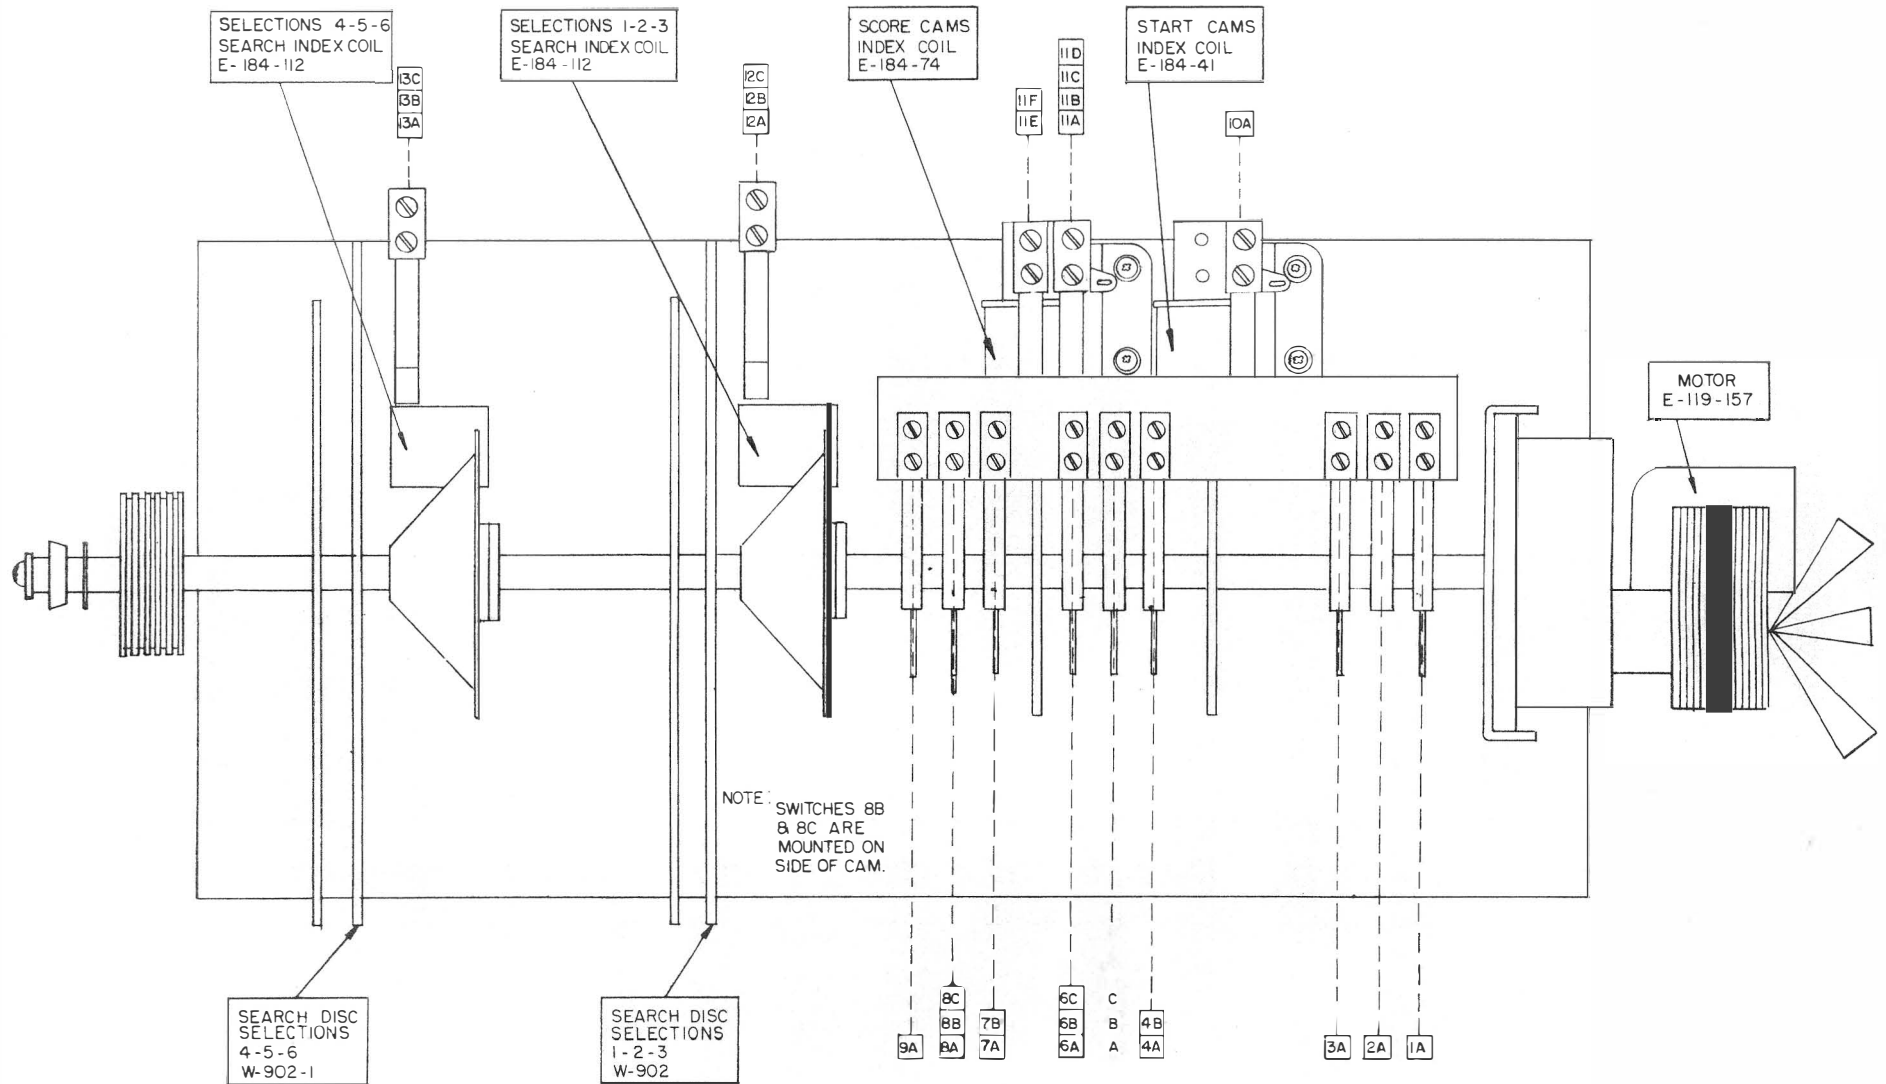 SELECTIONS 4-5-6
SEARCH INDEX COIL
E-184-112
SELECTIONS 1-2-3
SEARCH INDEX COIL
E-184-112
SCORE CAMS
INDEX COIL
E-184-74
START CAMS
INDEX COIL
E-184-41
13C
13B
13A
12C
12B
12A
11F
11E
11D
11C
11B
11A
10A
MOTOR
E-119-157
NOTE:
SWITCHES 8B
& 8C ARE
MOUNTED ON
SIDE OF CAM.
SEARCH DISC
SELECTIONS
4-5-6
W-902-1
SEARCH DISC
SELECTIONS
1-2-3
W-902
9A
8C
8B
8A
7B
7A
6C
6B
6A
C
B
A
4B
4A
3A
2A
1A